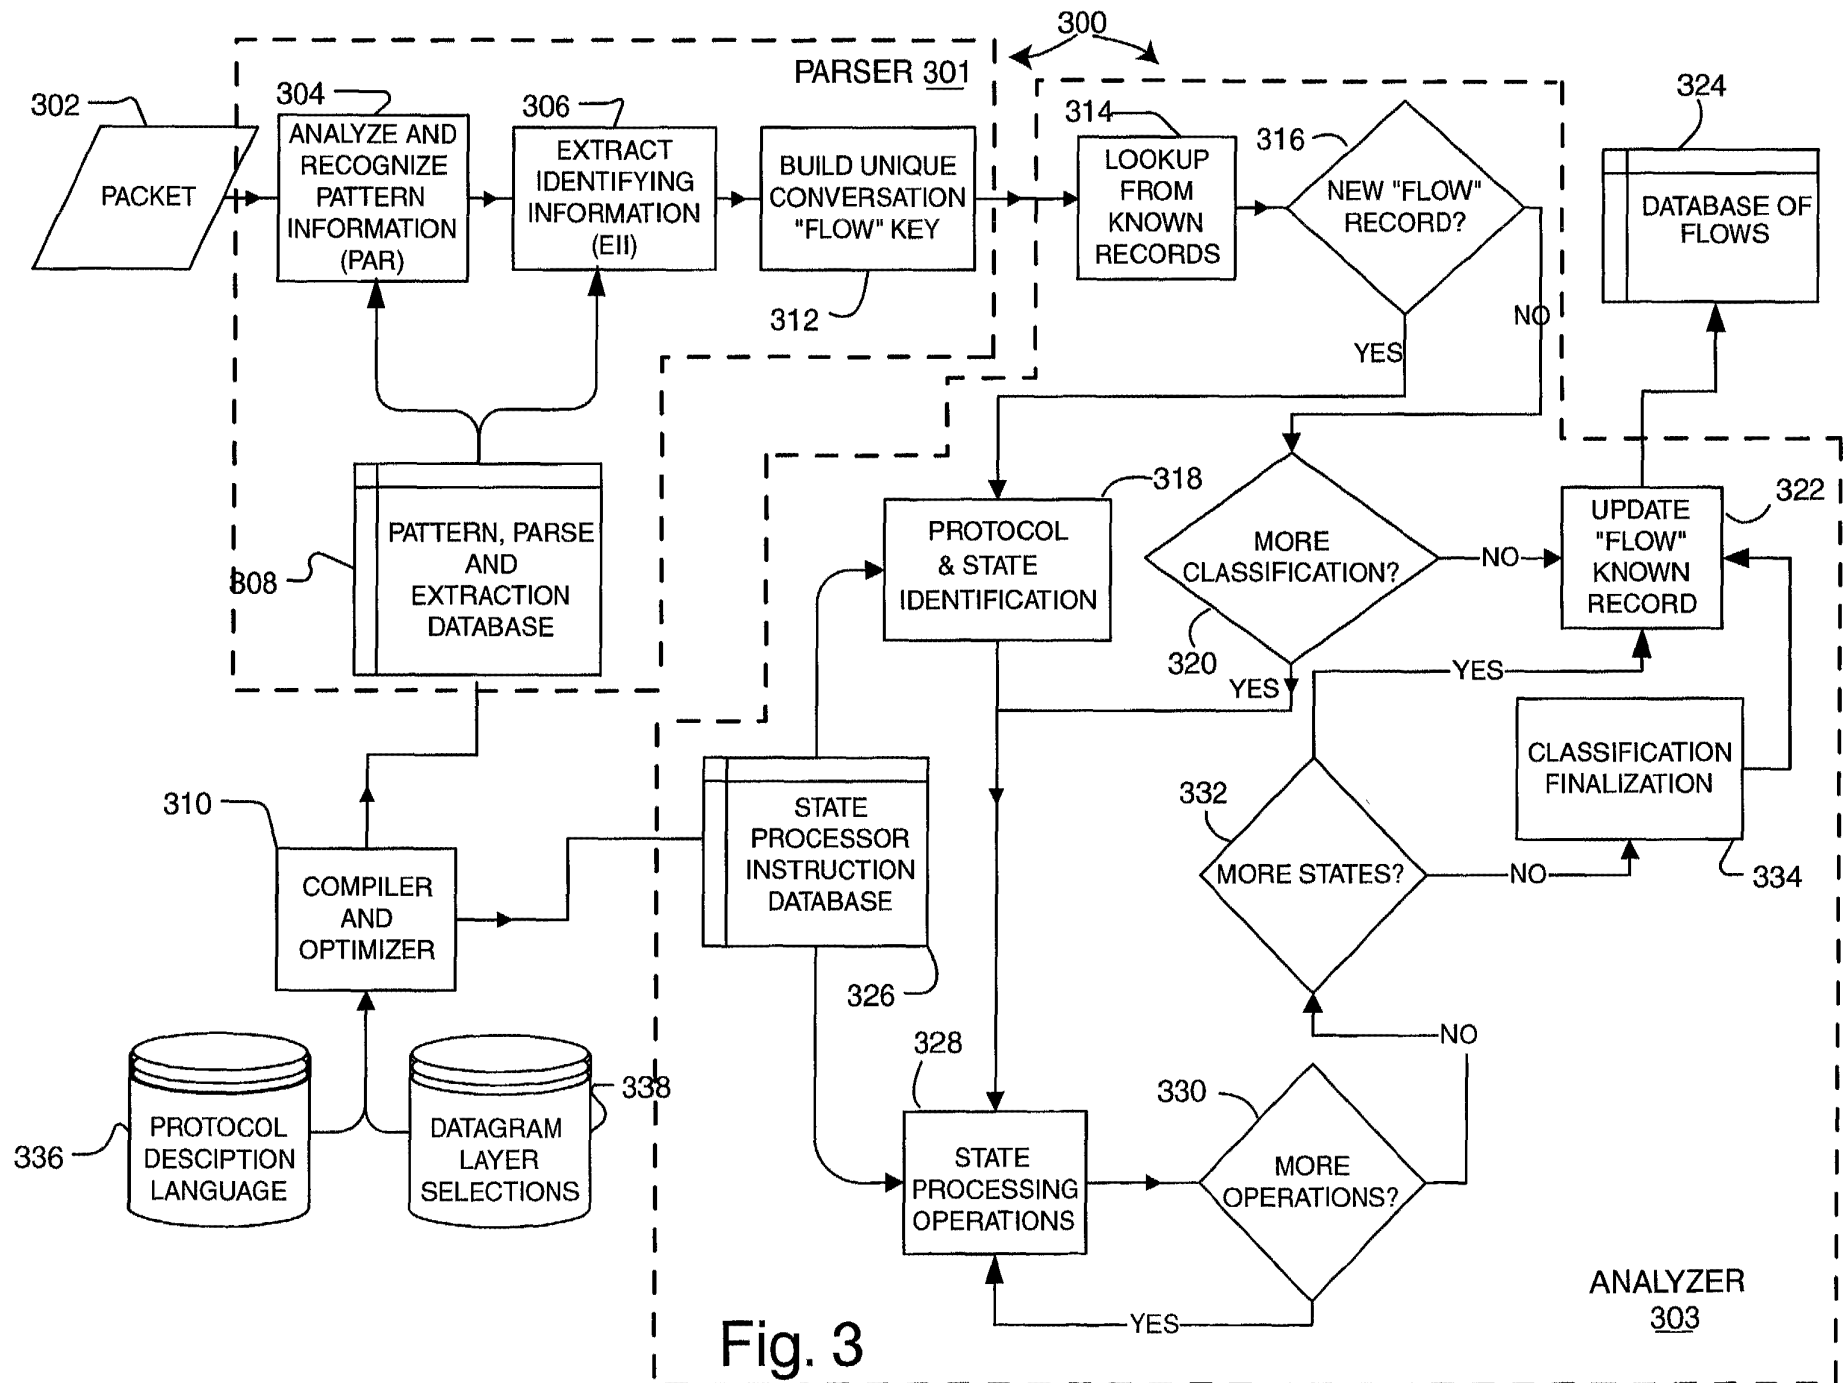 300
PARSER 301
302
304
306
314
316
324
PACKET
ANALYZE AND
RECOGNIZE
PATTERN
INFORMATION
(PAR)
EXTRACT
IDENTIFYING
INFORMATION
(EII)
BUILD UNIQUE
CONVERSATION
"FLOW" KEY
312
LOOKUP
FROM
KNOWN
RECORDS
NEW "FLOW"
RECORD?
DATABASE OF
FLOWS
NO
YES
308
PATTERN, PARSE
AND
EXTRACTION
DATABASE
318
PROTOCOL
& STATE
IDENTIFICATION
MORE
CLASSIFICATION?
320
NO
YES
322
UPDATE
"FLOW"
KNOWN
RECORD
YES
CLASSIFICATION
FINALIZATION
334
310
COMPILER
AND
OPTIMIZER
STATE
PROCESSOR
INSTRUCTION
DATABASE
326
332
MORE STATES?
NO
NO
336
PROTOCOL
DESCIPTION
LANGUAGE
338
DATAGRAM
LAYER
SELECTIONS
328
STATE
PROCESSING
OPERATIONS
330
MORE
OPERATIONS?
YES
ANALYZER
303
Fig. 3